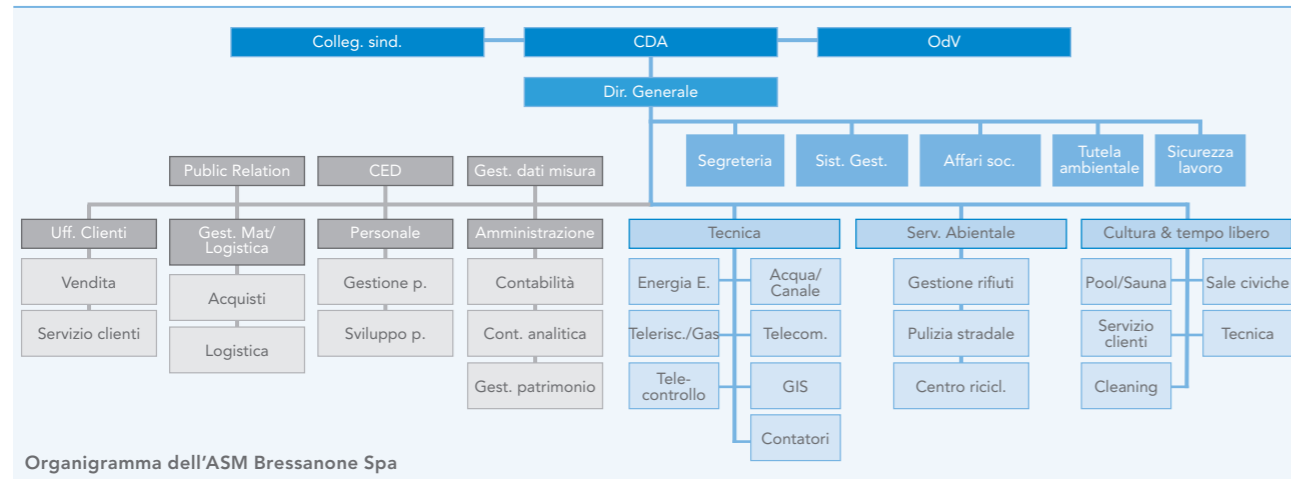 Colleg. sind.
CDA
OdV
Dir. Generale
Segreteria
Sist. Gest.
Affari soc.
Tutela
ambientale
Sicurezza
lavoro
Public Relation
CED
Gest. dati misura
Uff. Clienti
Gest. Mat/
Logistica
Personale
Amministrazione
Tecnica
Serv. Abientale
Cultura & tempo libero
Vendita
Servizio clienti
Acquisti
Logistica
Gestione p.
Sviluppo p.
Contabilità
Cont. analitica
Gest. patrimonio
Energia E.
Acqua/
Canale
Telerisc./Gas
Telecom.
Tele-
controllo
GIS
Contatori
Gestione rifiuti
Pulizia stradale
Centro ricicl.
Pool/Sauna
Sale civiche
Servizio
clienti
Tecnica
Cleaning
Organigramma dell'ASM Bressanone Spa